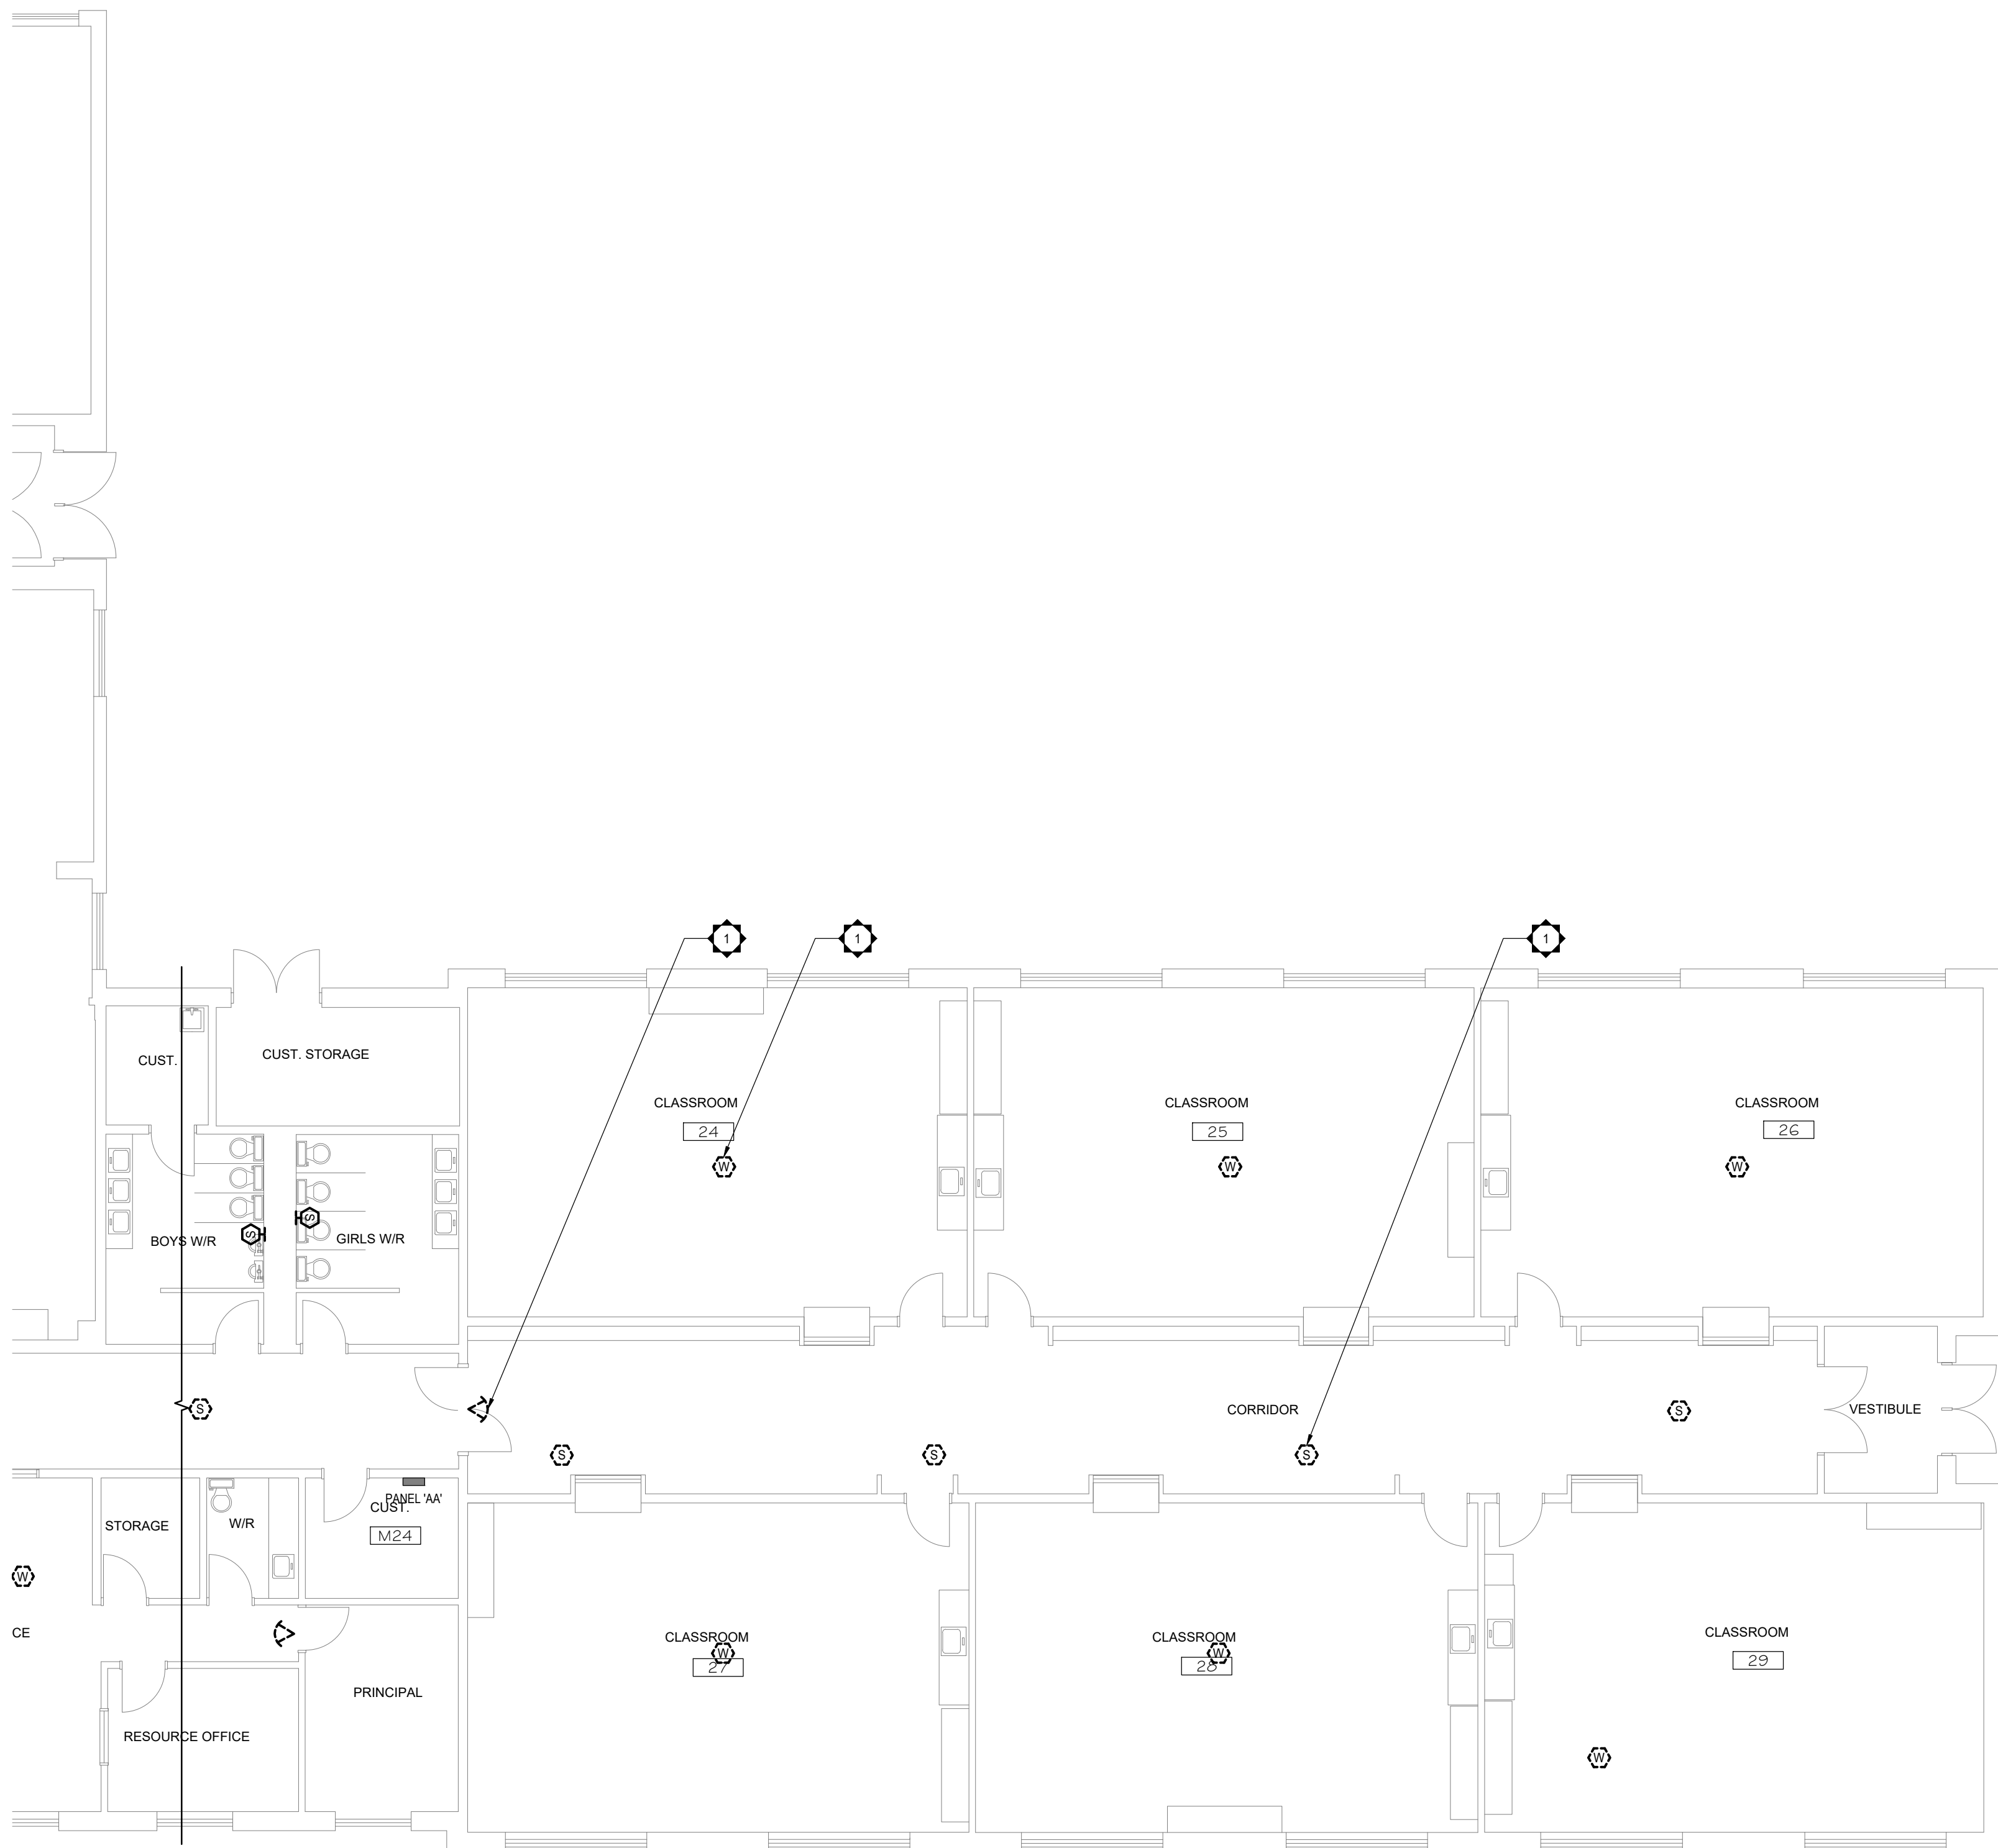 1
1
1
CUST.
CUST. STORAGE
CLASSROOM
24
W
CLASSROOM
25
W
CLASSROOM
26
W
S
S
BOYS W/R
GIRLS W/R
S
CORRIDOR
S
VESTIBULE
S
S
S
PANEL 'AA'
CUST.
M24
STORAGE
W/R
W
CE
CLASSROOM
W
27
CLASSROOM
W
28
CLASSROOM
29
PRINCIPAL
RESOURCE OFFICE
W